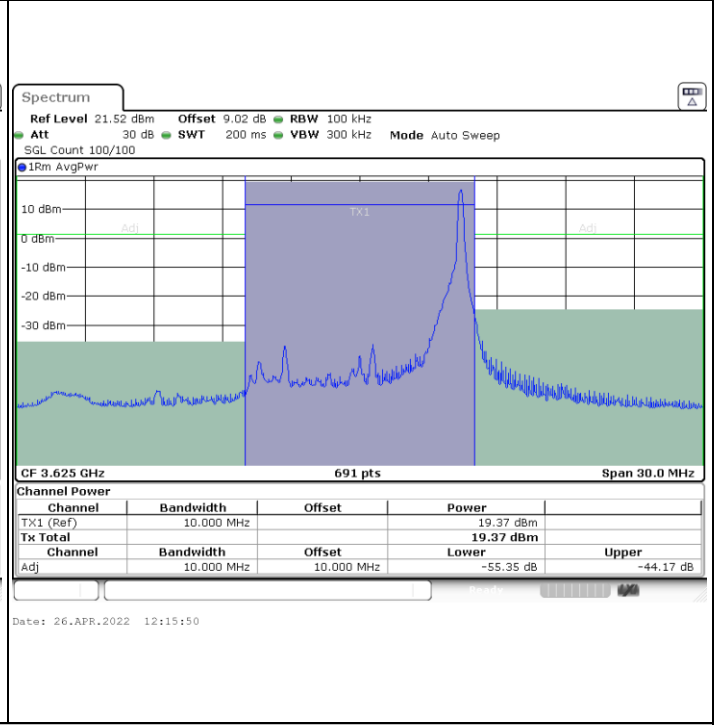 Spectrum
Ref Level 21.52 dBm Offset 9.02 dB RBW 100 kHz
Att 30 dB SWT 200 ms VBW 300 kHz Mode Auto Sweep
SGL Count 100/100
1Rm AvgPwr
10 dBm
TX1
Adj
Adj
0 dBm
-10 dBm
-20 dBm
-30 dBm
CF 3.625 GHz 691 pts Span 30.0 MHz
Channel Power
Channel Bandwidth Offset Power
TX1 (Ref) 10.000 MHz 19.37 dBm
Tx Total 19.37 dBm
Channel Bandwidth Offset Lower Upper
Adj 10.000 MHz 10.000 MHz -55.35 dB -44.17 dB
Ready
Date: 26.APR.2022 12:15:50